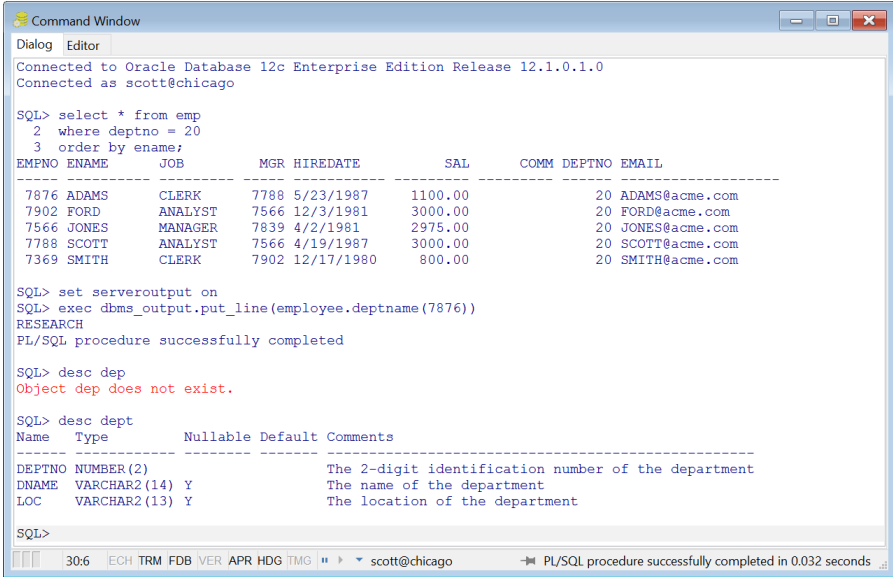 Command Window
Dialog Editor
Connected to Oracle Database 12c Enterprise Edition Release 12.1.0.1.0
Connected as scott@chicago
SQL> select * from emp
  2  where deptno = 20
  3  order by ename;
EMPNO ENAME      JOB         MGR HIREDATE          SAL      COMM DEPTNO EMAIL
----- ---------- --------- ----- ----------- --------- --------- ------ --------------------
 7876 ADAMS      CLERK      7788 5/23/1987     1100.00               20 ADAMS@acme.com
 7902 FORD       ANALYST    7566 12/3/1981     3000.00               20 FORD@acme.com
 7566 JONES      MANAGER    7839 4/2/1981      2975.00               20 JONES@acme.com
 7788 SCOTT      ANALYST    7566 4/19/1987     3000.00               20 SCOTT@acme.com
 7369 SMITH      CLERK      7902 12/17/1980     800.00               20 SMITH@acme.com
SQL> set serveroutput on
SQL> exec dbms_output.put_line(employee.deptname(7876))
RESEARCH
PL/SQL procedure successfully completed
SQL> desc dep
Object dep does not exist.
SQL> desc dept
Name   Type         Nullable Default Comments
------ ------------ -------- ------- ---------------------------------------------------
DEPTNO NUMBER(2)                     The 2-digit identification number of the department
DNAME  VARCHAR2(14) Y                The name of the department
LOC    VARCHAR2(13) Y                The location of the department
SQL>
30:6 ECH TRM FDB VER APR HDG TMG scott@chicago PL/SQL procedure successfully completed in 0.032 seconds